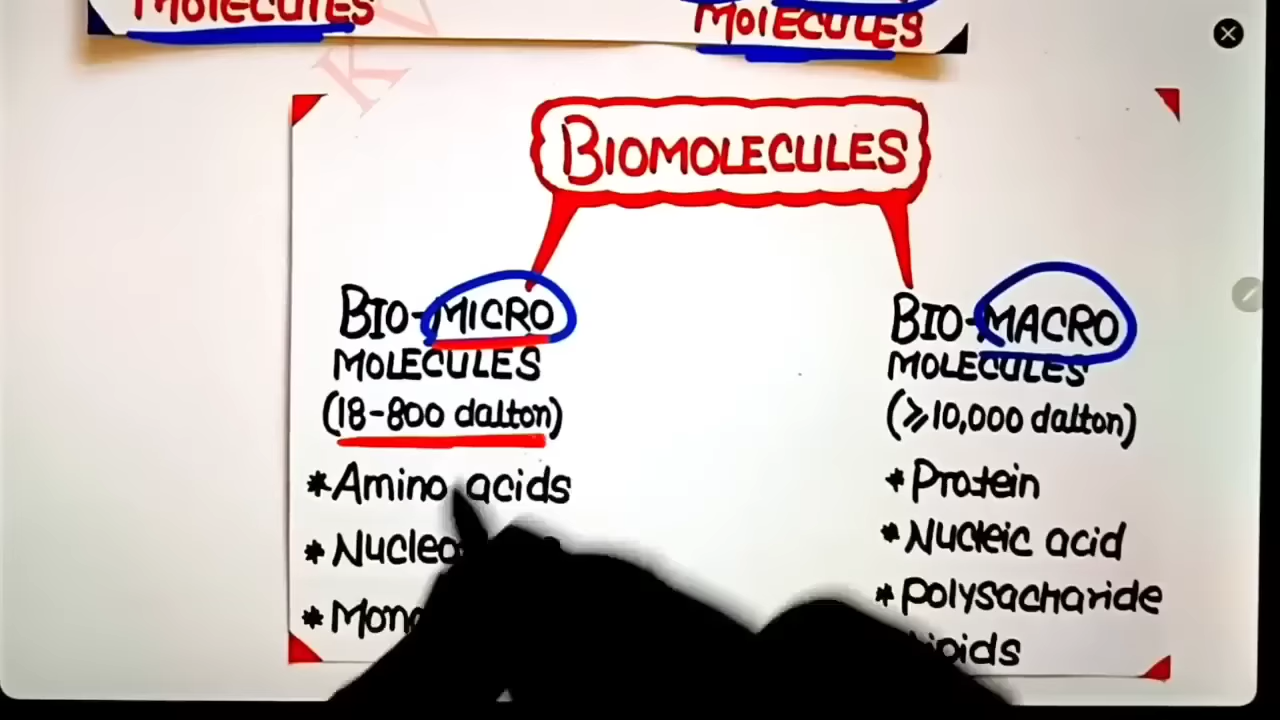 MOLECULES
MOLECULES
BIOMOLECULES
BIO-MICRO
MOLECULES
(18-800 dalton)
*Amino acids
*
*
BIO-MACRO
MOLECULES
(≥10,000 dalton)
*Protein
*Nucleic acid
*Polysacharide